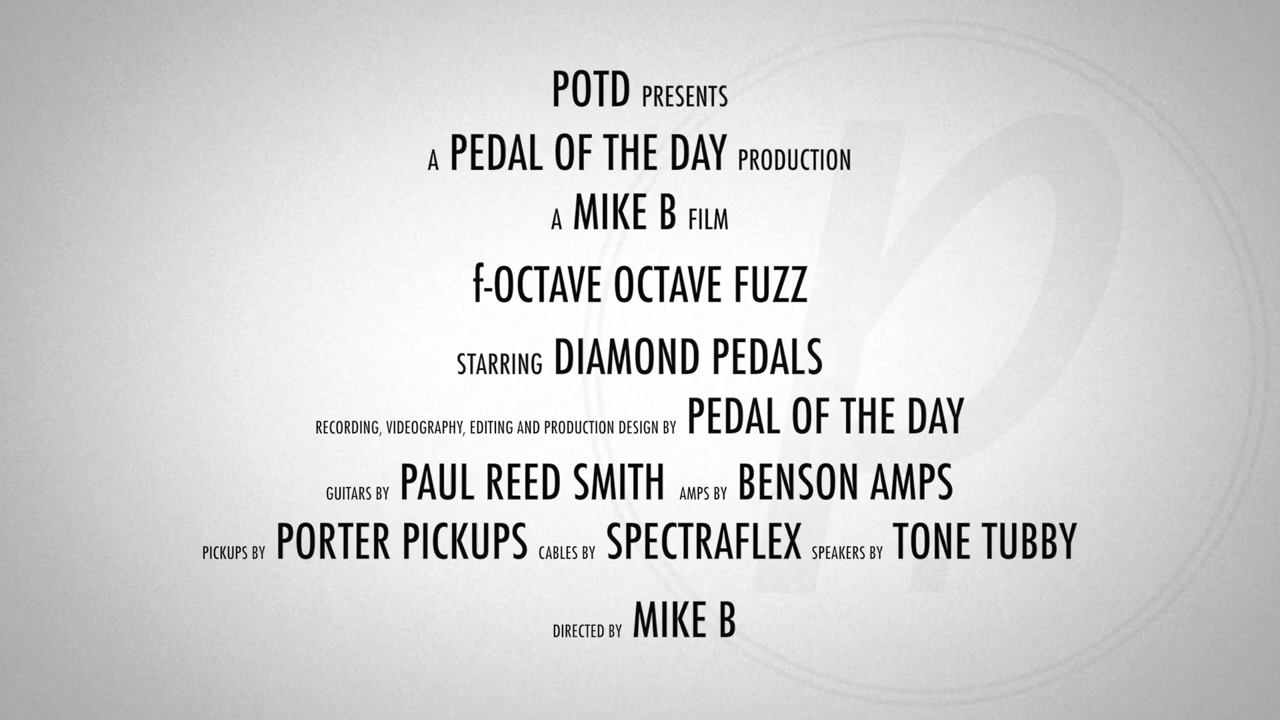 POTD PRESENTS
A PEDAL OF THE DAY PRODUCTION
A MIKE B FILM
f-OCTAVE OCTAVE FUZZ
STARRING DIAMOND PEDALS
RECORDING, VIDEOGRAPHY, EDITING AND PRODUCTION DESIGN BY PEDAL OF THE DAY
GUITARS BY PAUL REED SMITH AMPS BY BENSON AMPS
PICKUPS BY PORTER PICKUPS CABLES BY SPECTRAFLEX SPEAKERS BY TONE TUBBY
DIRECTED BY MIKE B